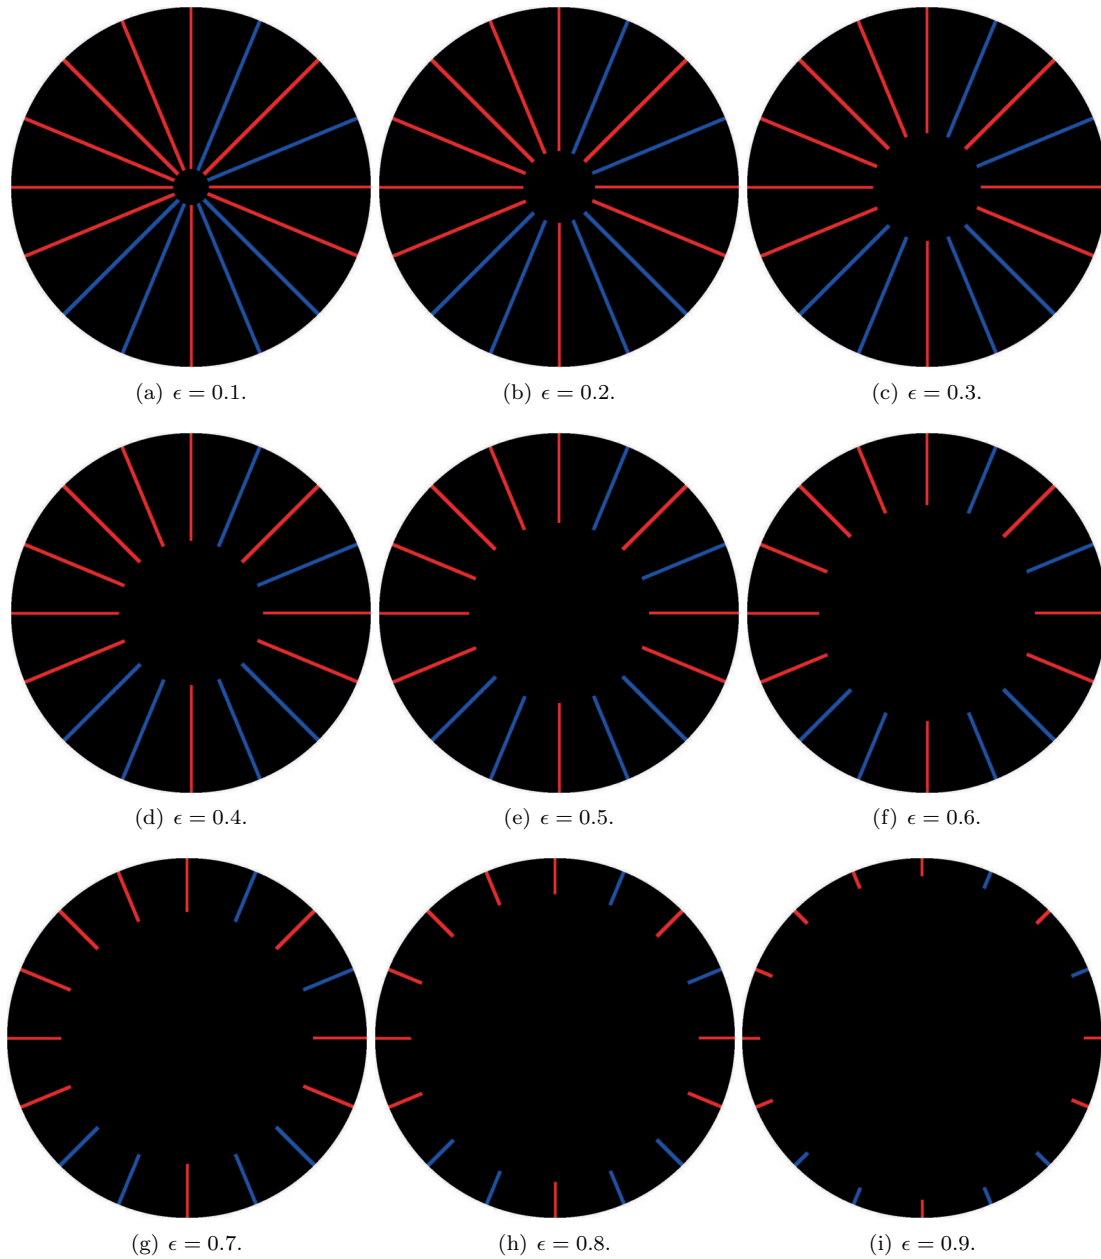 (a) ϵ = 0.1.
(b) ϵ = 0.2.
(c) ϵ = 0.3.
(d) ϵ = 0.4.
(e) ϵ = 0.5.
(f) ϵ = 0.6.
(g) ϵ = 0.7.
(h) ϵ = 0.8.
(i) ϵ = 0.9.